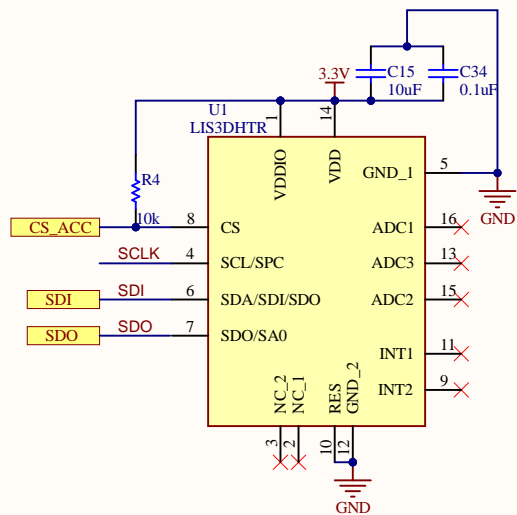 3.3V
C15
10uF
C34
0.1uF
U1
LIS3DHTR
1
14
VDDIO
VDD
GND_1
5
GND
R4
10k
CS_ACC
8
CS
ADC1
16
SCLK
4
SCL/SPC
ADC3
13
SDI
SDI
6
SDA/SDI/SDO
ADC2
15
SDO
SDO
7
SDO/SA0
INT1
11
INT2
9
NC_2
NC_1
RES
GND_2
3
2
10
12
GND